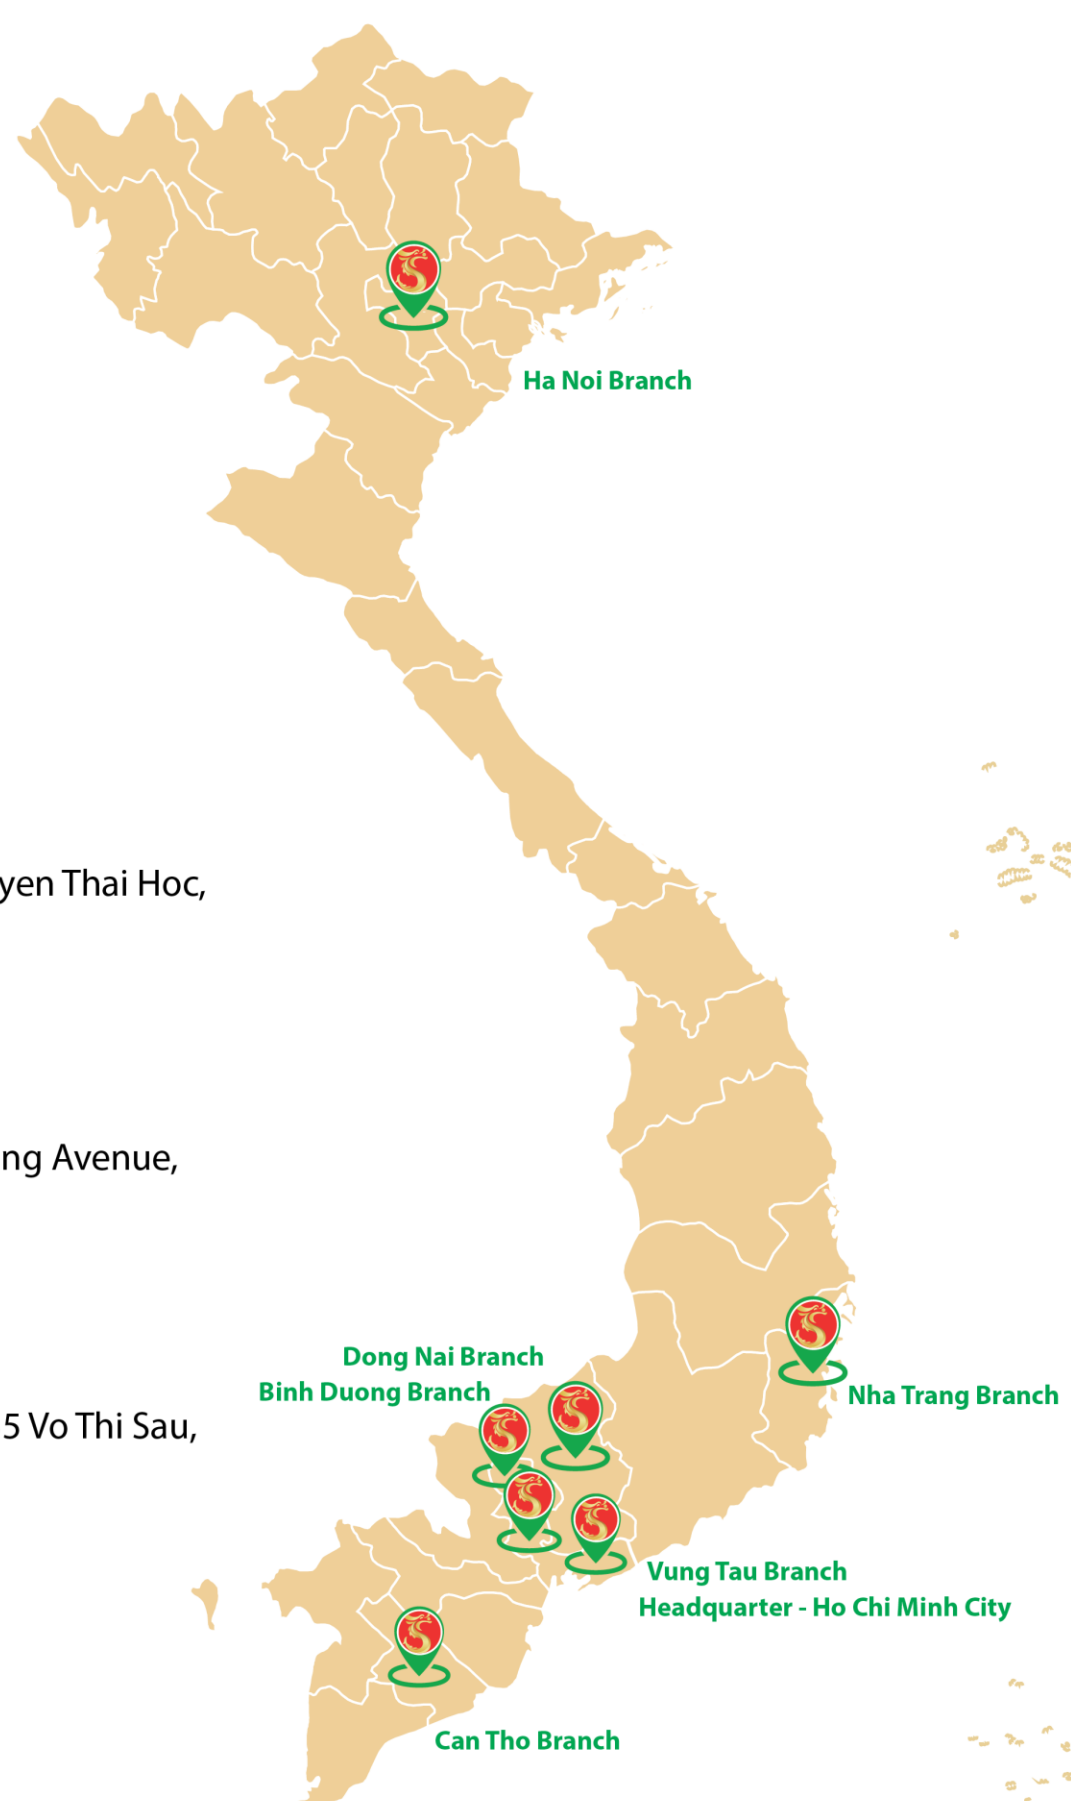 Ha Noi Branch
yen Thai Hoc,
ng Avenue,
Dong Nai Branch
Binh Duong Branch
Nha Trang Branch
5 Vo Thi Sau,
Vung Tau Branch
Headquarter - Ho Chi Minh City
Can Tho Branch